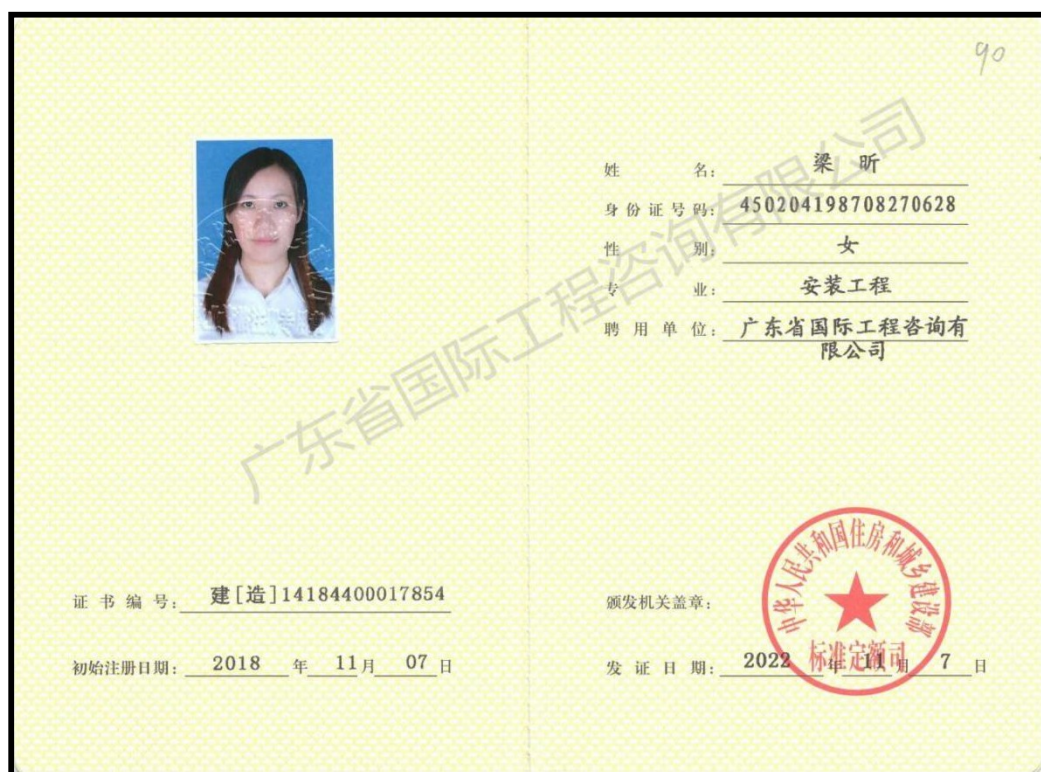 90
姓 名: 梁 昕
身份证号码: 450204198708270628
性 别: 女
专 业: 安装工程
聘 用 单 位: 广东省国际工程咨询有
限公司
广东省国际工程咨询有限公司
证 书 编 号: 建[造]14184400017854
初始注册日期: 2018 年 11 月 07 日
颁发机关盖章:
中华人民共和国住房和城乡建设部
标准定额司
发 证 日 期: 2022 年 11 月 7 日